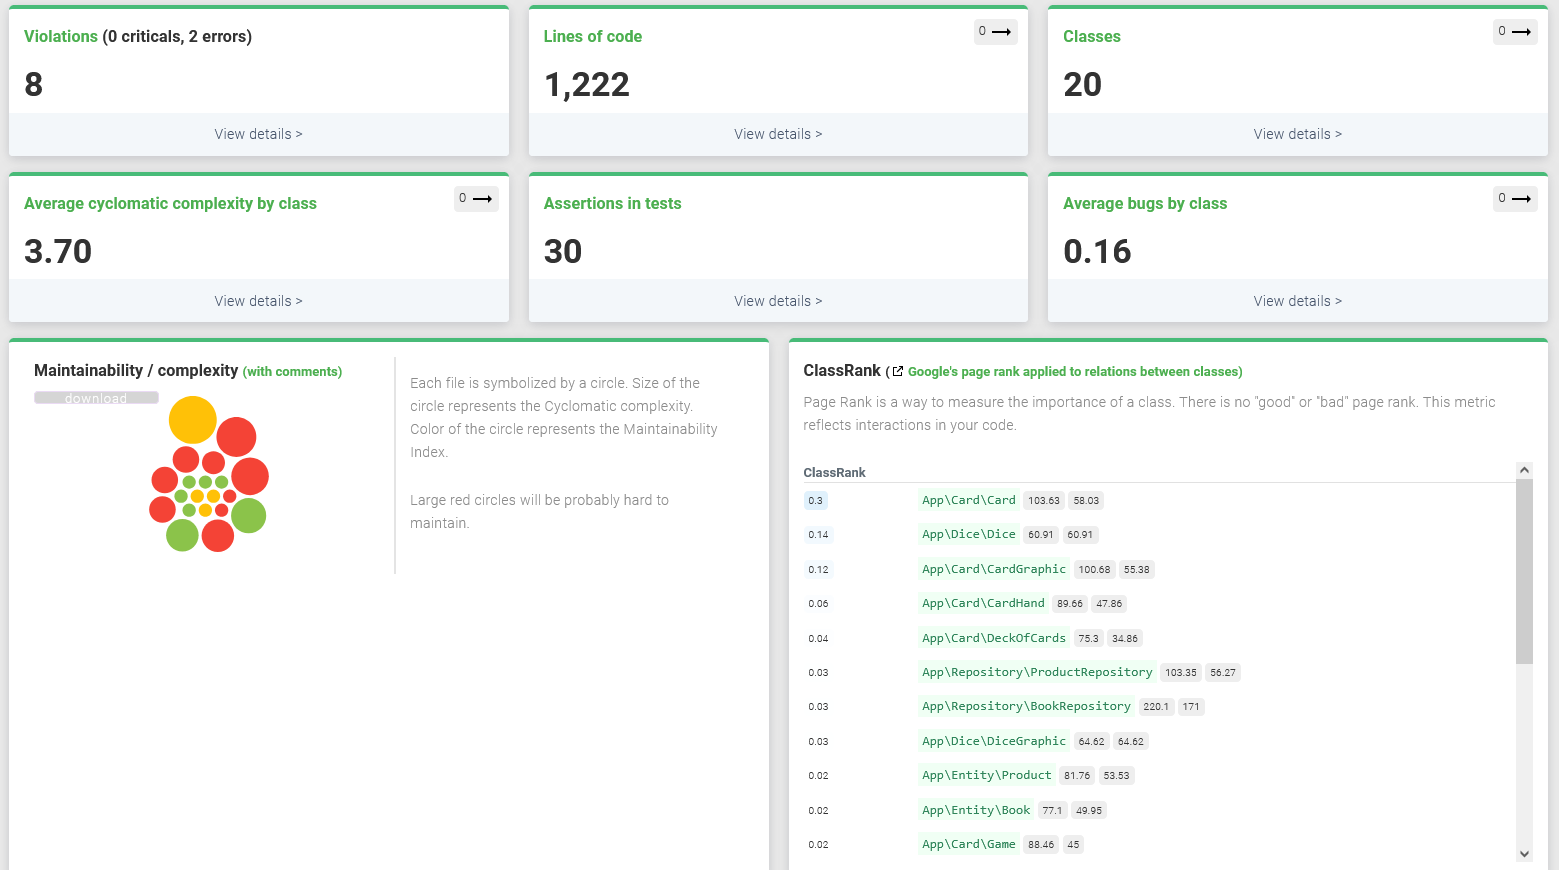 Violations (0 criticals, 2 errors)
8
View details >
Lines of code
0
1,222
View details >
Classes
0
20
View details >
Average cyclomatic complexity by class
0
3.70
View details >
Assertions in tests
30
View details >
Average bugs by class
0
0.16
View details >
Maintainability / complexity (with comments)
download
Each file is symbolized by a circle. Size of the
circle represents the Cyclomatic complexity.
Color of the circle represents the Maintainability
Index.
Large red circles will be probably hard to
maintain.
ClassRank ( Google's page rank applied to relations between classes)
Page Rank is a way to measure the importance of a class. There is no "good" or "bad" page rank. This metric
reflects interactions in your code.
ClassRank
0.3 App\Card\Card 103.63 58.03
0.14 App\Dice\Dice 60.91 60.91
0.12 App\Card\CardGraphic 100.68 55.38
0.06 App\Card\CardHand 89.66 47.86
0.04 App\Card\DeckOfCards 75.3 34.86
0.03 App\Repository\ProductRepository 103.35 56.27
0.03 App\Repository\BookRepository 220.1 171
0.03 App\Dice\DiceGraphic 64.62 64.62
0.02 App\Entity\Product 81.76 53.53
0.02 App\Entity\Book 77.1 49.95
0.02 App\Card\Game 88.46 45